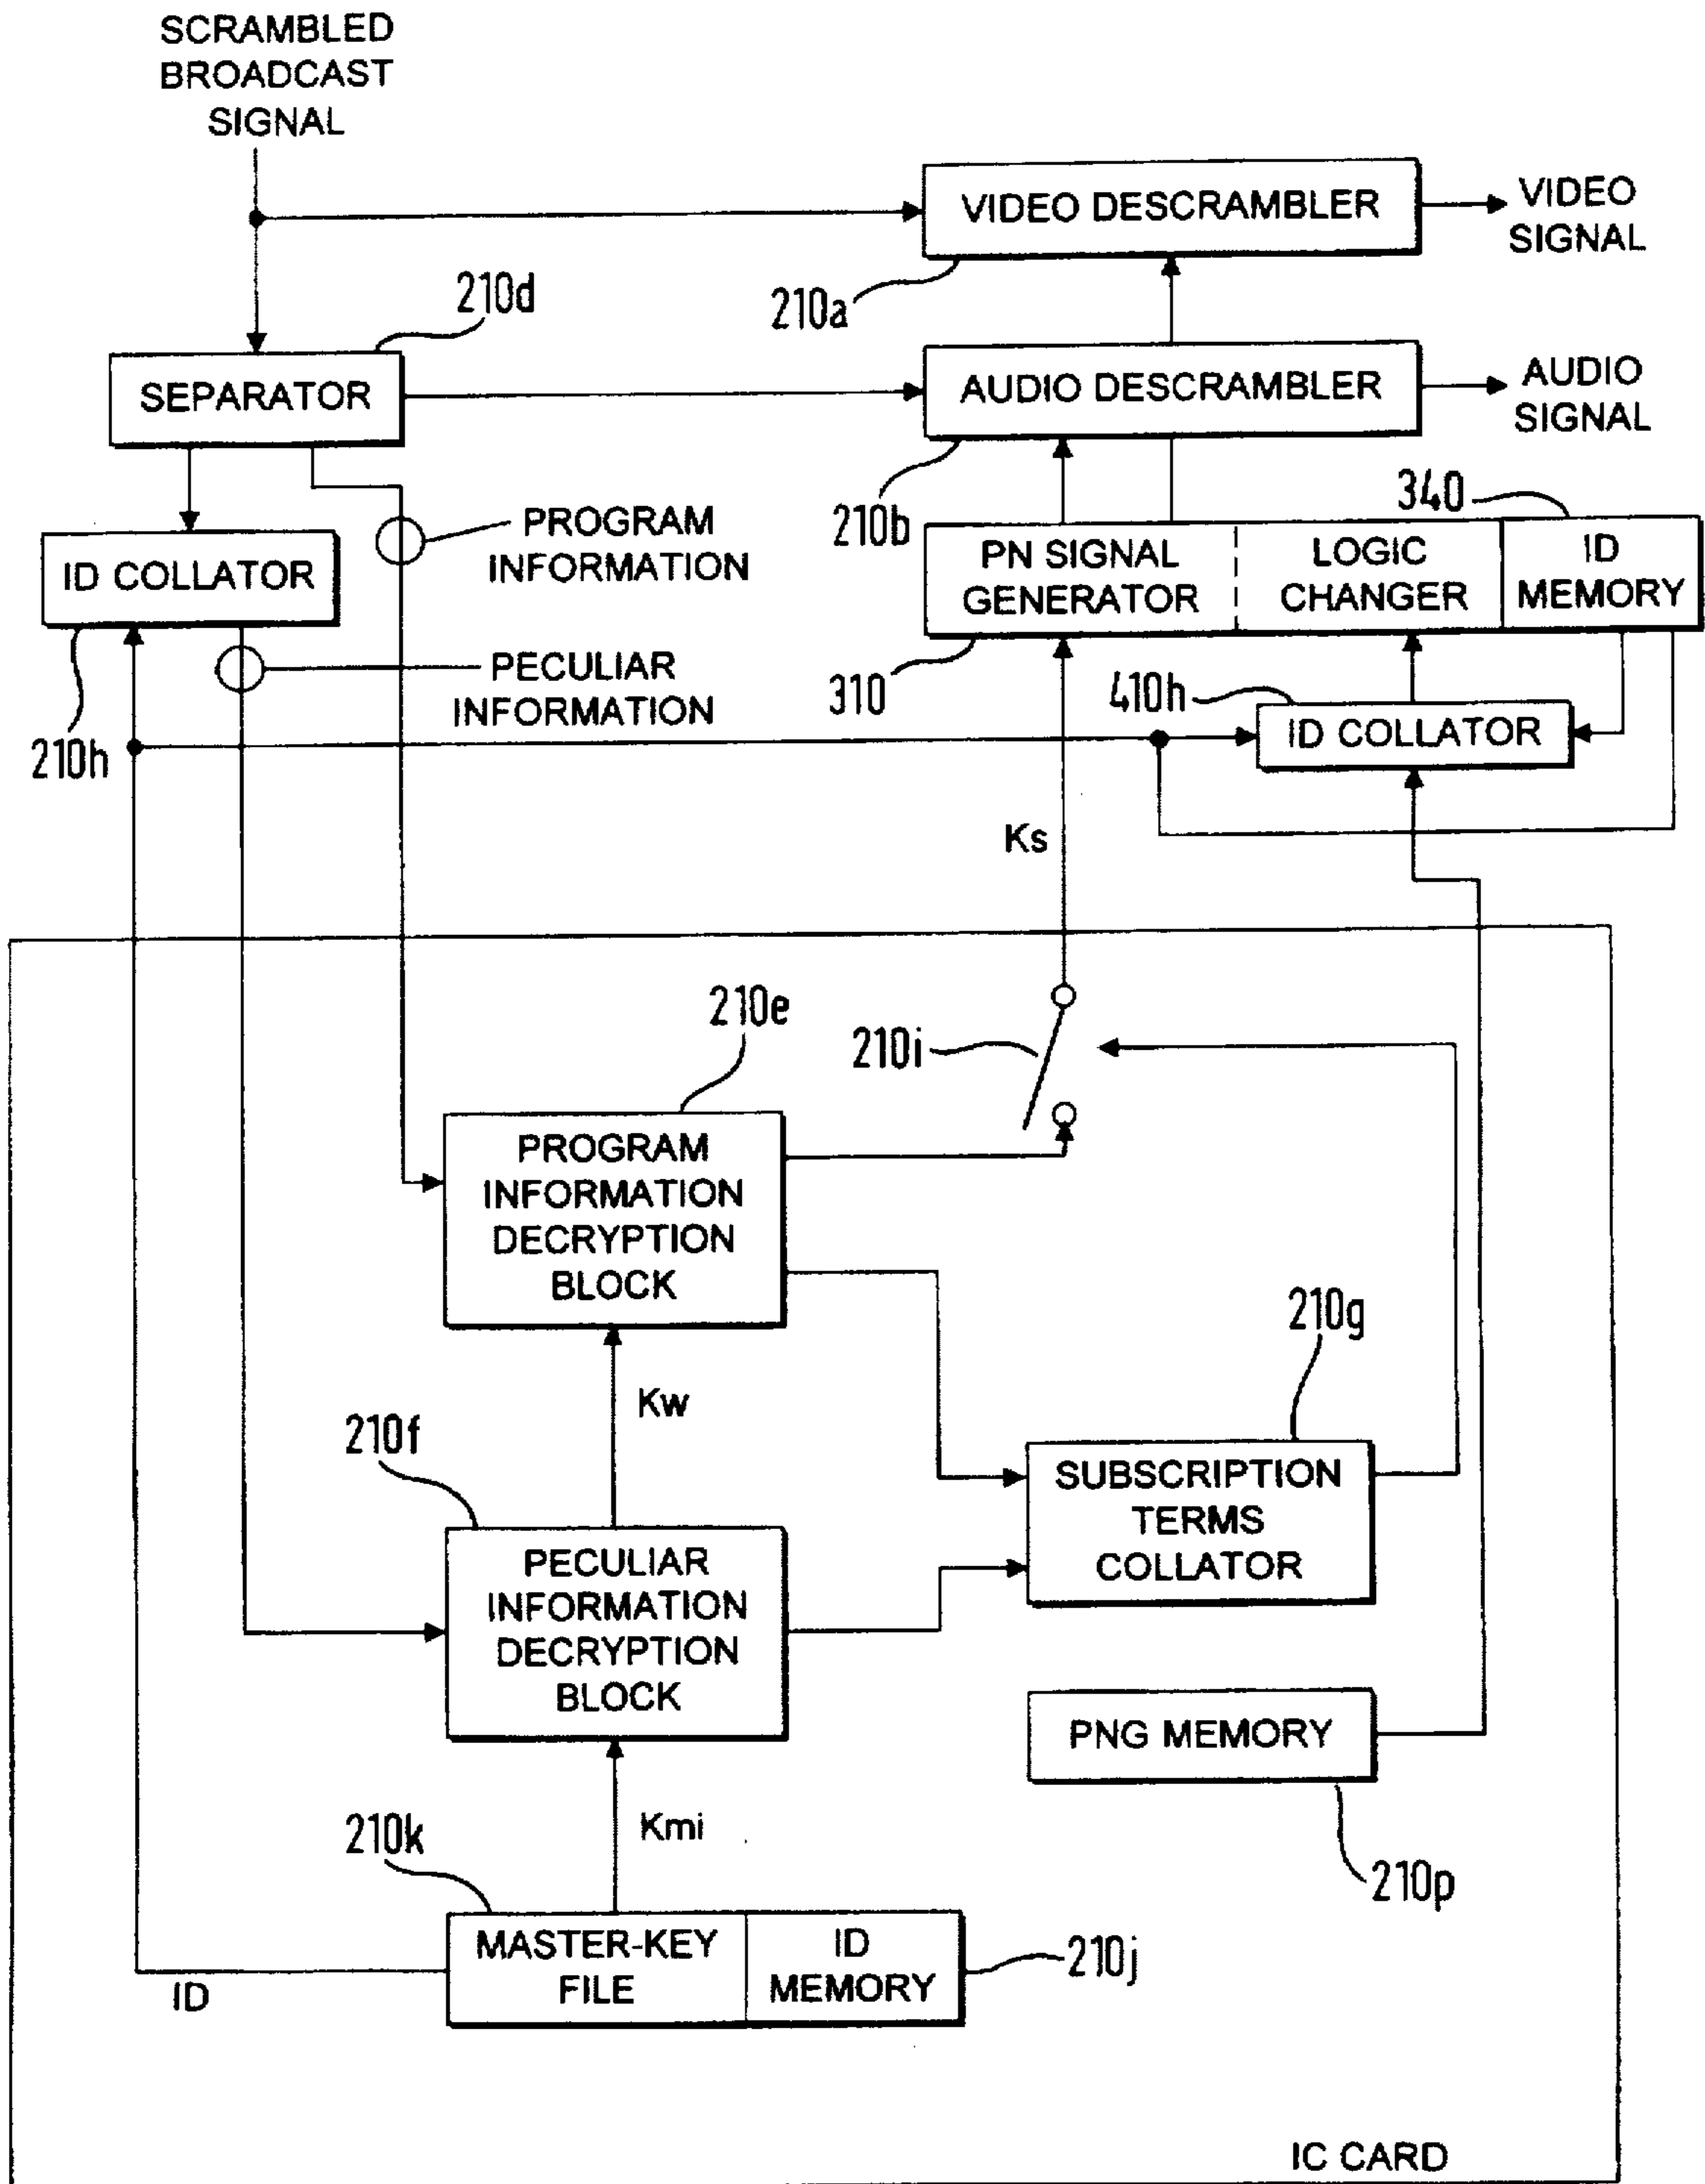 SCRAMBLED
BROADCAST
SIGNAL
VIDEO DESCRAMBLER
VIDEO
SIGNAL
210a
210d
SEPARATOR
AUDIO DESCRAMBLER
AUDIO
SIGNAL
210b
340
PROGRAM
INFORMATION
ID COLLATOR
PN SIGNAL
GENERATOR
LOGIC
CHANGER
ID
MEMORY
PECULIAR
INFORMATION
210h
310
410h
ID COLLATOR
Ks
210e
210i
PROGRAM
INFORMATION
DECRYPTION
BLOCK
210g
Kw
210f
SUBSCRIPTION
TERMS
COLLATOR
PECULIAR
INFORMATION
DECRYPTION
BLOCK
PNG MEMORY
210p
Kmi
210k
MASTER-KEY
FILE
ID
MEMORY
210j
ID
IC CARD